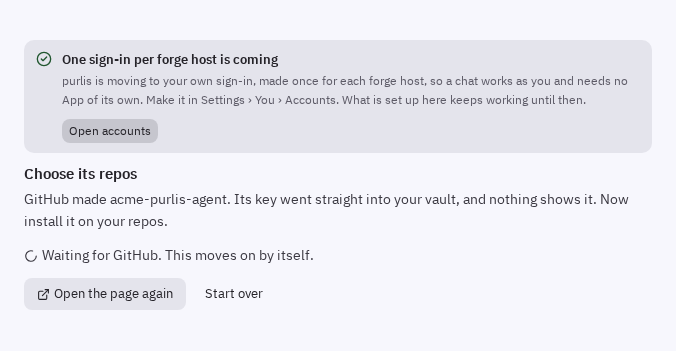 One sign-in per forge host is coming
purlis is moving to your own sign-in, made once for each forge host, so a chat works as you and needs no
App of its own. Make it in Settings › You › Accounts. What is set up here keeps working until then.
Open accounts
Choose its repos
GitHub made acme-purlis-agent. Its key went straight into your vault, and nothing shows it. Now
install it on your repos.
Waiting for GitHub. This moves on by itself.
Open the page again
Start over